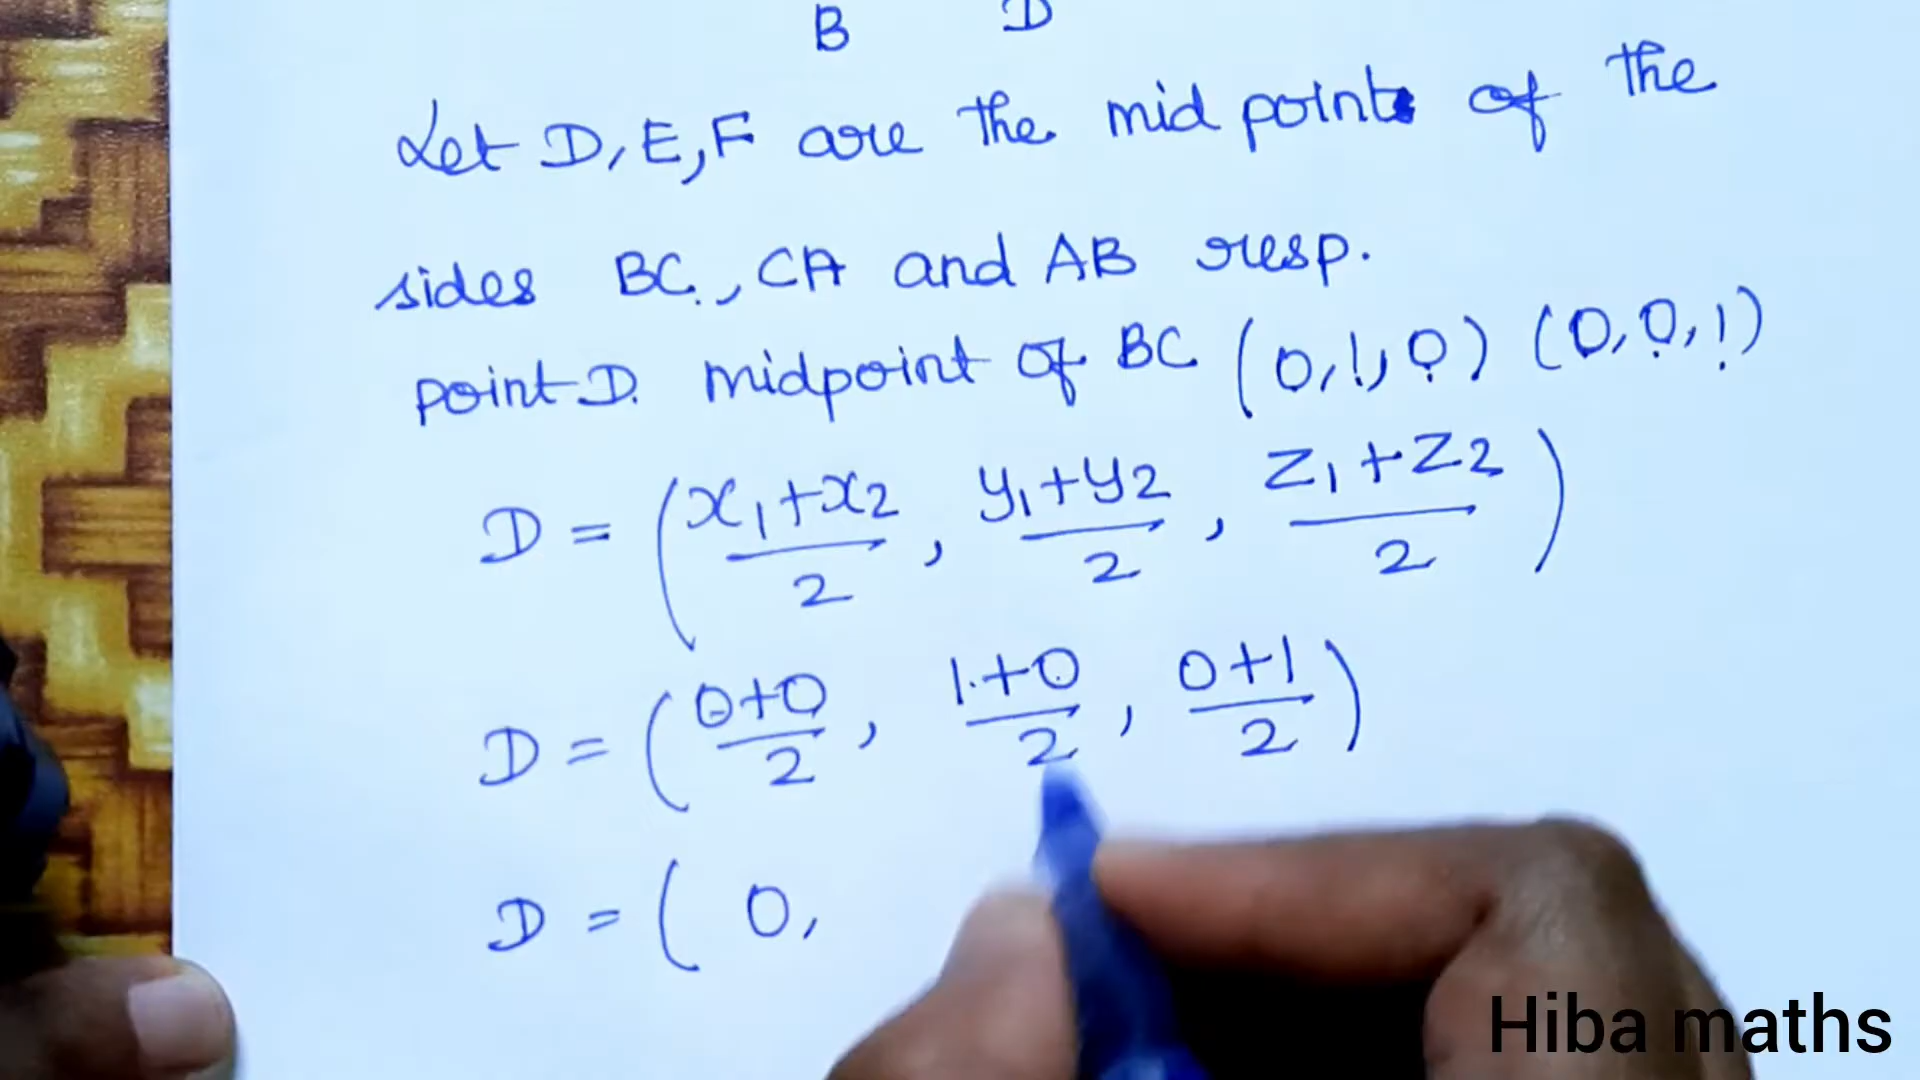 B D
Let D, E, F are the mid points of the
sides BC, CA and AB resp.
point D. midpoint of BC (0, 1, 0) (0, 0, 1)
D = (x₁+x₂/2, y₁+y₂/2, z₁+z₂/2)
D = (0+0/2, 1+0/2, 0+1/2)
D = ( 0,
Hiba maths